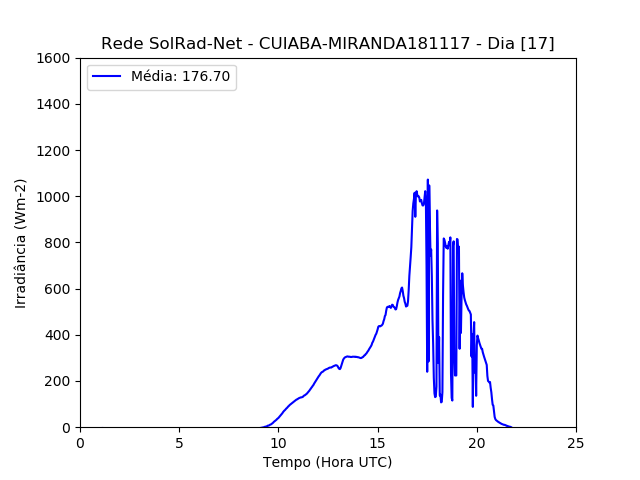 Rede SolRad-Net - CUIABA-MIRANDA181117 - Dia [17]
Média: 176.70
Irradiância (Wm-2)
1600
1400
1200
1000
800
600
400
200
0
0 5 10 15 20 25
Tempo (Hora UTC)